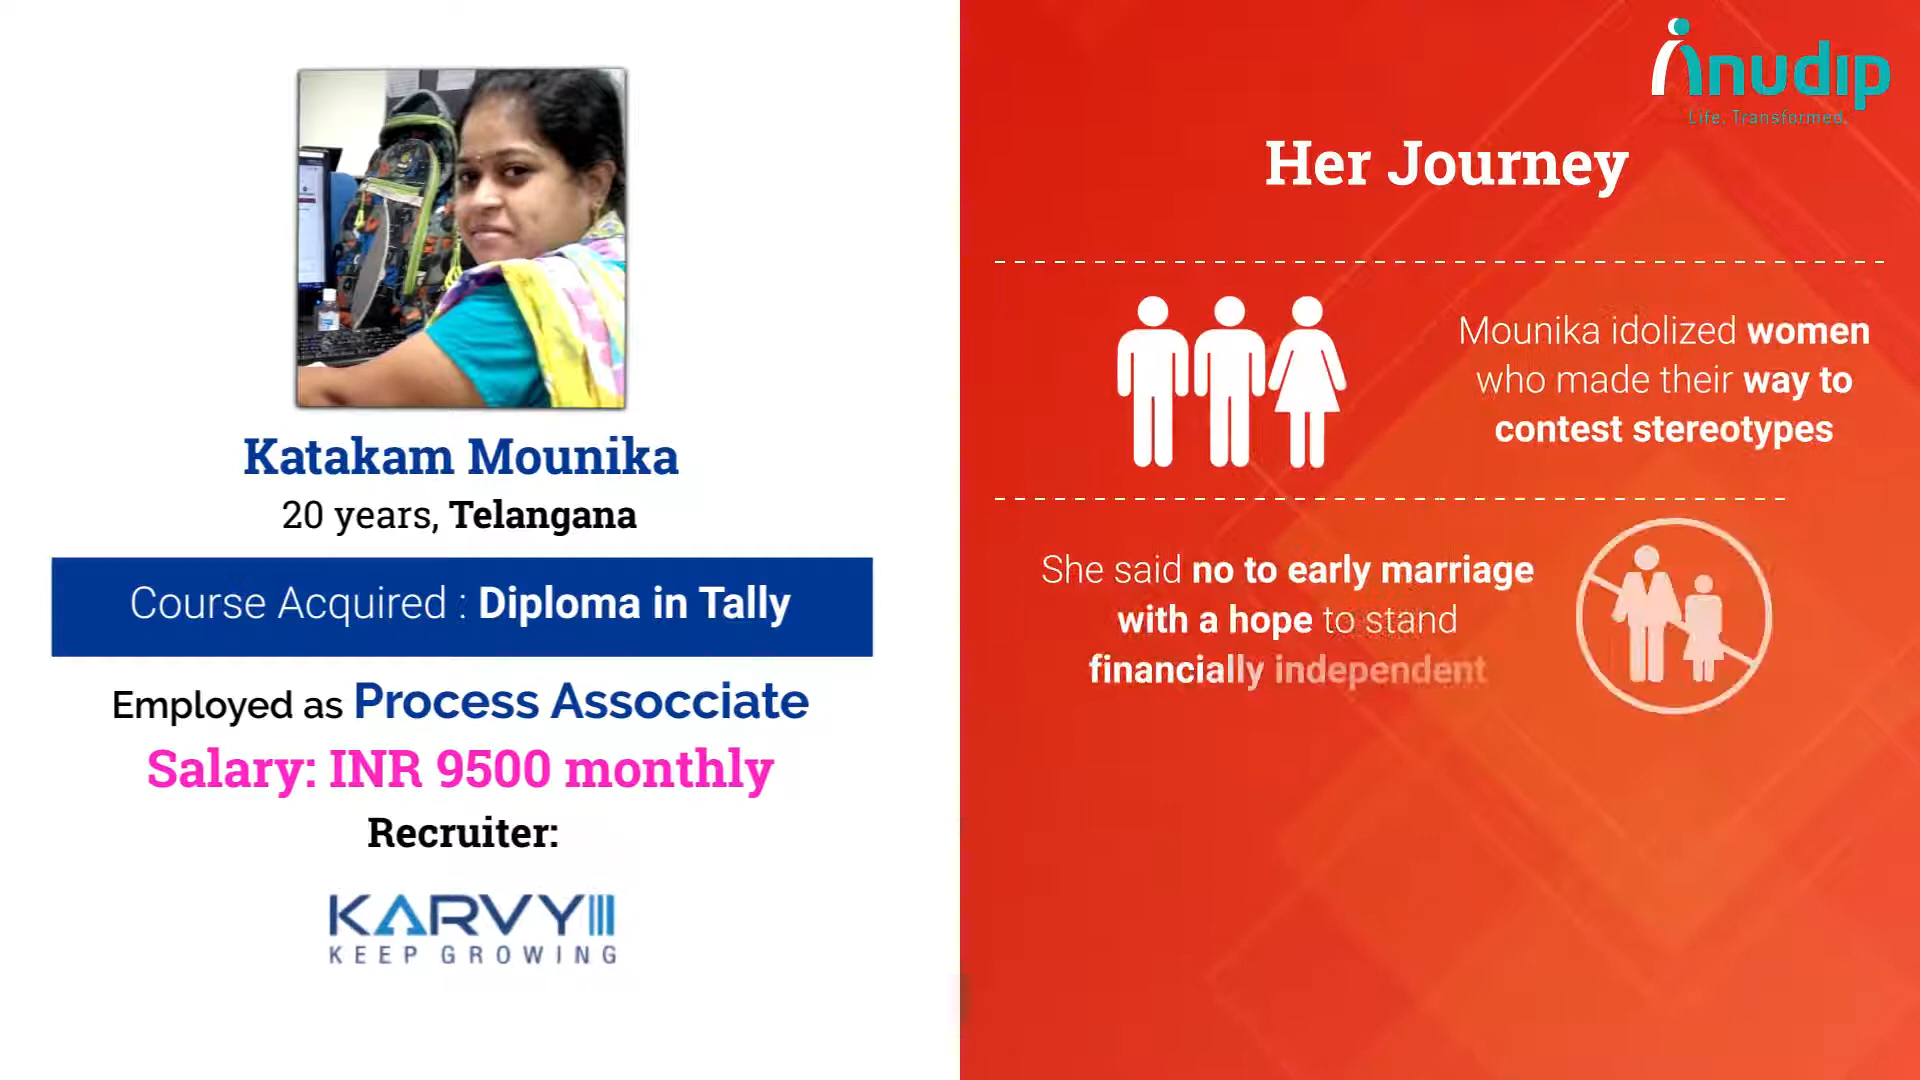 Katakam Mounika
20 years, Telangana
Course Acquired : Diploma in Tally
Employed as Process Assocciate
Salary: INR 9500 monthly
Recruiter:
KARVY
KEEP GROWING
anudip
Life. Transformed.
Her Journey
Mounika idolized women
who made their way to
contest stereotypes
She said no to early marriage
with a hope to stand
financially independent